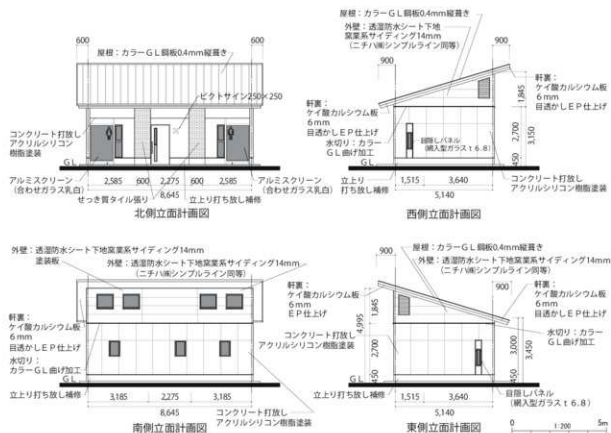 600
600
屋根：カラーＧＬ鋼板0.4mm縦葺き
ピクトサイン250×250
コンクリート打放し
アクリルシリコン
樹脂塗装
ＧＬ
2,585
600
2,275
600
2,585
8,645
アルミスクリーン
（合わせガラス乳白）
せっき質タイル張り
立上り打ち放し補修
アルミスクリーン
（合わせガラス乳白）
北側立面計画図
屋根：カラーＧＬ鋼板0.4mm縦葺き
外壁：透湿防水シート下地
窯業系サイディング14mm
（ニチハ㈱シンプルライン同等）
900
900
軒裏：
ケイ酸カルシウム板
6mm
目透かしＥＰ仕上げ
1,845
2,700
3,150
450
軒裏：
ケイ酸カルシウム板
6mm
目透かしＥＰ仕上げ
水切り：カラー
ＧＬ曲げ加工
目隠しパネル
（網入型ガラスｔ6.8）
ＧＬ
1,515
3,640
5,140
立上り
打ち放し補修
コンクリート打放し
アクリルシリコン
樹脂塗装
西側立面計画図
外壁：透湿防水シート下地窯業系サイディング14mm
塗装板
外壁：透湿防水シート下地窯業系サイディング14mm
（ニチハ㈱シンプルライン同等）
軒裏：
ケイ酸カルシウム板
6mm
ＥＰ仕上げ
軒裏：
ケイ酸カルシウム板
6mm
目透かしＥＰ仕上げ
水切り：
カラーＧＬ曲げ加工
ＧＬ
立上り打ち放し補修
3,185
2,275
3,185
8,645
コンクリート打放し
アクリルシリコン樹脂塗装
南側立面計画図
屋根：カラーＧＬ鋼板0.4mm縦葺き
外壁：透湿防水シート下地
窯業系サイディング14mm
（ニチハ㈱シンプルライン同等）
900
900
軒裏：
ケイ酸カルシウム板
6mm
目透かしＥＰ仕上げ
水切り：カラー
ＧＬ曲げ加工
1,845
4,995
2,700
450
コンクリート打放し
アクリルシリコン樹脂塗装
3,000
3,450
450
ＧＬ
1,515
3,640
5,140
立上り打ち放し補修
目隠しパネル
（網入型ガラスｔ6.8）
東側立面計画図
0
1:200
5m